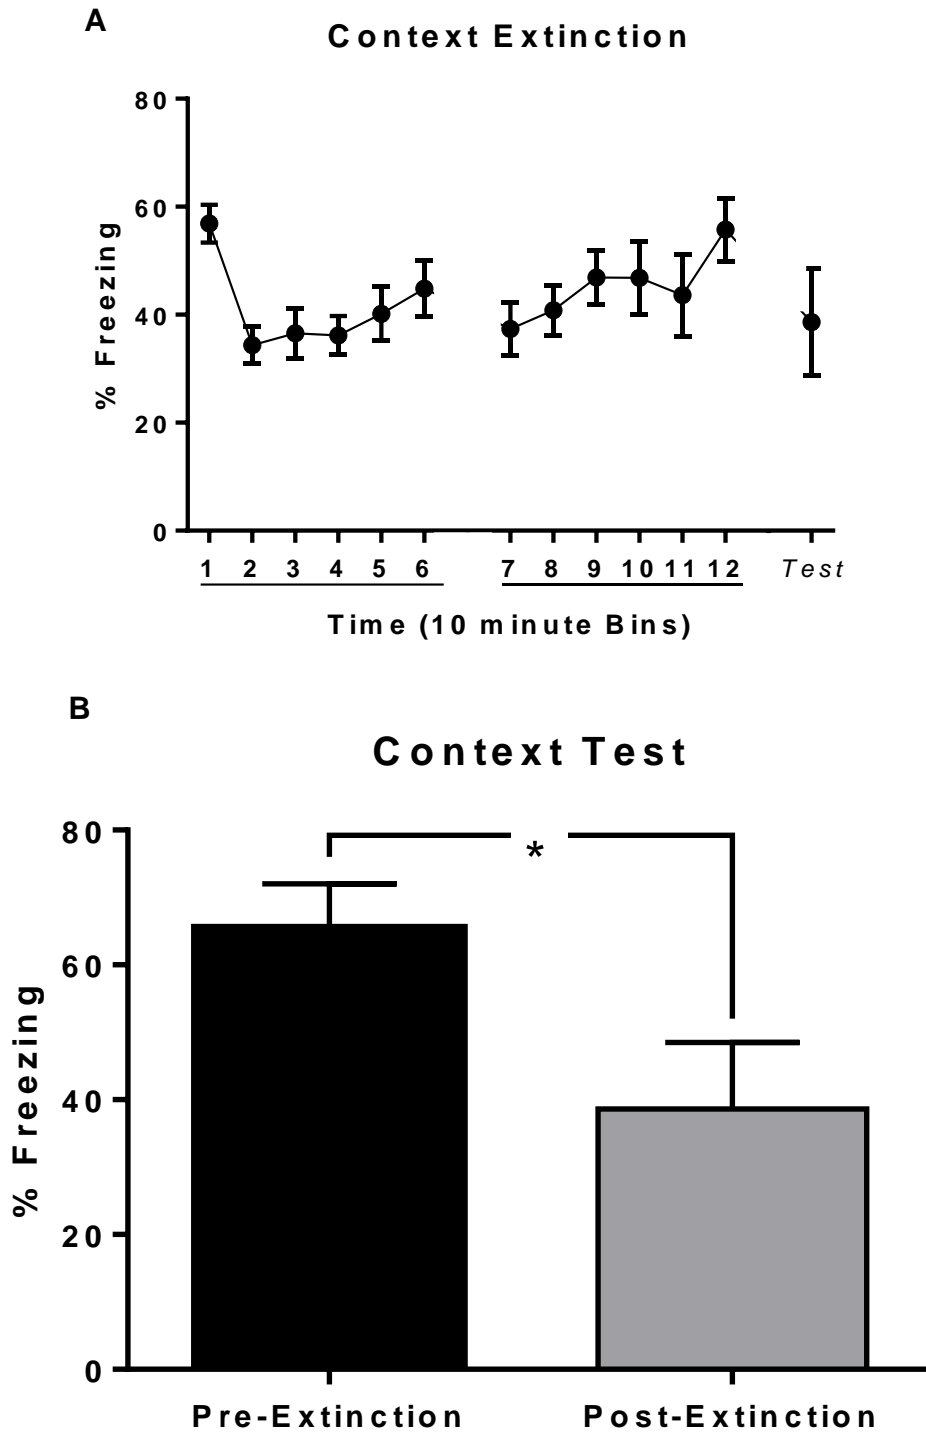 A
Context Extinction
80
60
40
20
0
% Freezing
1 2 3 4 5 6 7 8 9 10 11 12 Test
Time (10 minute Bins)
B
Context Test
80
60
40
20
0
% Freezing
*
Pre-Extinction Post-Extinction